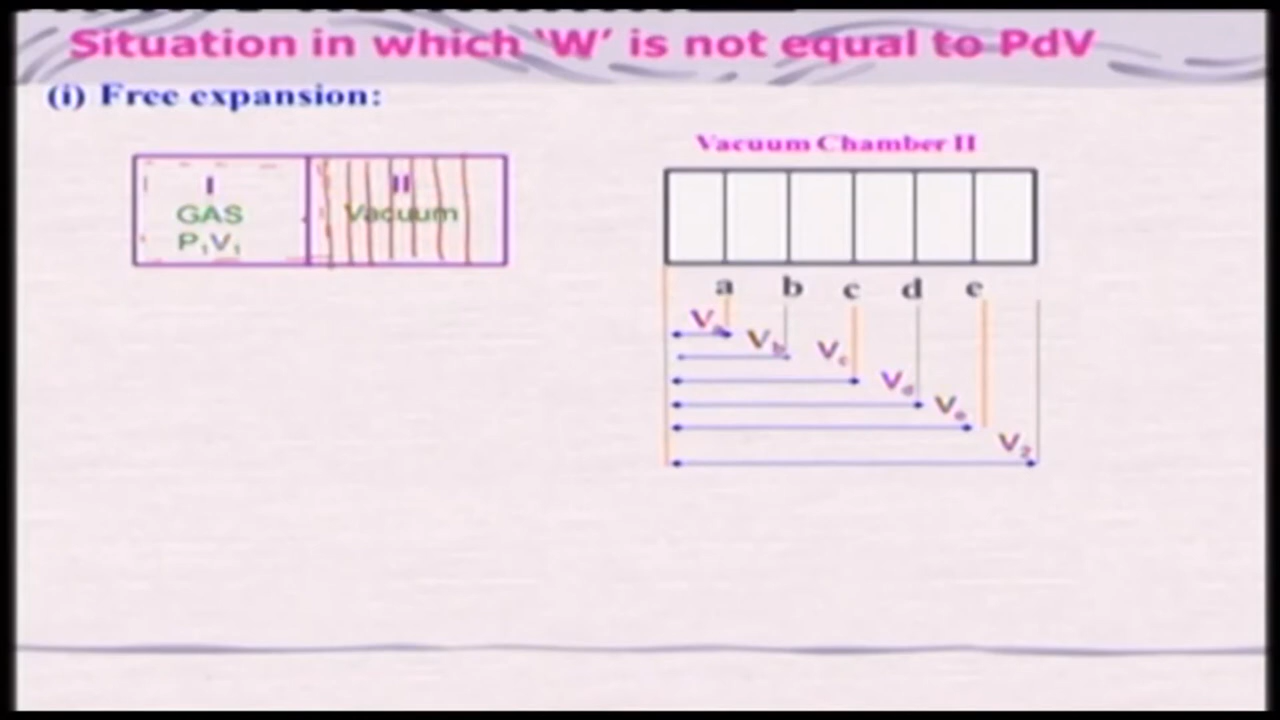 Situation in which ‘W’ is not equal to PdV
(i) Free expansion:
Vacuum Chamber II
I
II
GAS
Vacuum
P₁V₁
a b c d e
Vₐ
V_b
V_c
V_d
Vₑ
V₂